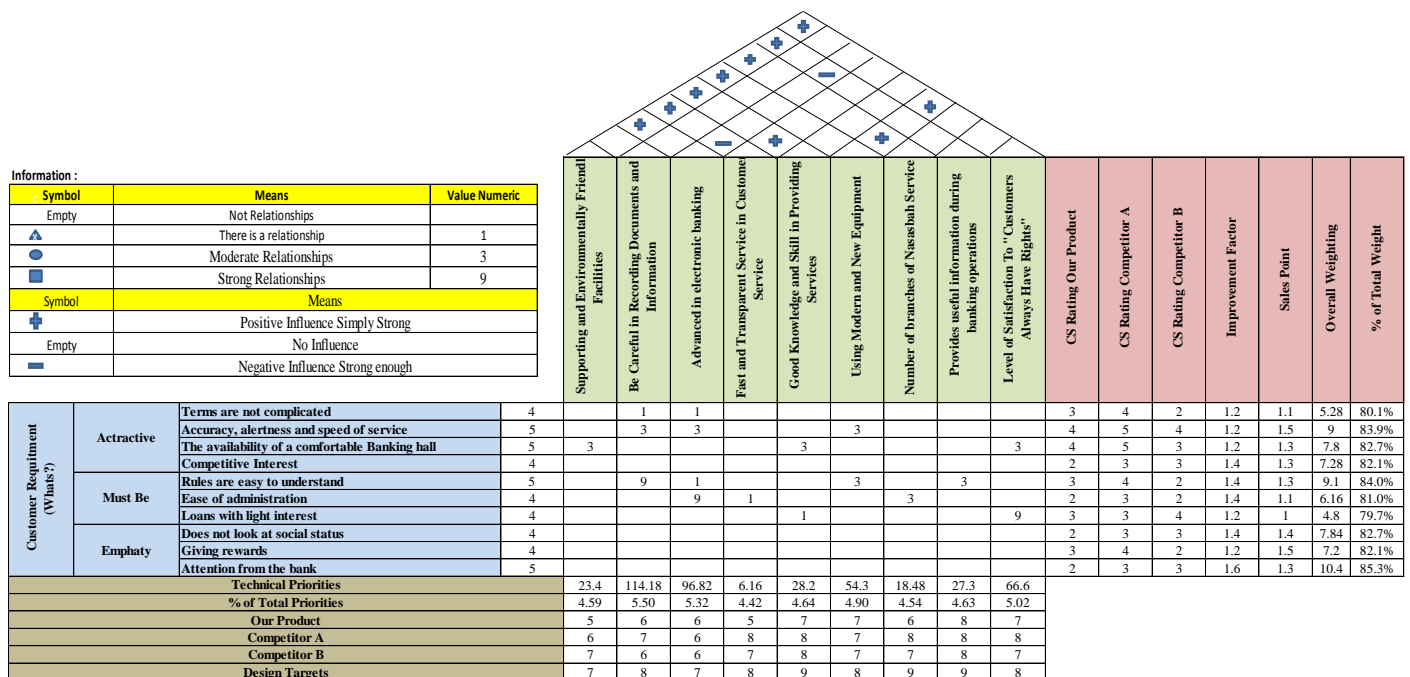 Information :
Symbol Means Value Numeric
Empty Not Relationships
There is a relationship 1
Moderate Relationships 3
Strong Relationships 9
Symbol Means
Positive Influence Simply Strong
Empty No Influence
Negative Influence Strong enough
Supporting and Environmentally Friendl
Facilities
Be Careful in Recording Documents and
Information
Advanced in electronic banking
Fast and Transparent Service in Customer
Service
Good Knowledge and Skill in Providing
Services
Using Modern and New Equipment
Number of branches of Nasasbah Service
Provides useful information during
banking operations
Level of Satisfaction To "Customers
Always Have Rights"
CS Rating Our Product
CS Rating Competitor A
CS Rating Competitor B
Improvement Factor
Sales Point
Overall Weighting
% of Total Weight
Customer Requitment
(Whats?)
Actractive
Terms are not complicated 4 1 1 3 4 2 1.2 1.1 5.28 80.1%
Accuracy, alertness and speed of service 5 3 3 3 4 5 4 1.2 1.5 9 83.9%
The availability of a comfortable Banking hall 5 3 3 3 4 5 3 1.2 1.3 7.8 82.7%
Competitive Interest 4 2 3 3 1.4 1.3 7.28 82.1%
Must Be
Rules are easy to understand 5 9 1 3 3 3 4 2 1.4 1.3 9.1 84.0%
Ease of administration 4 9 1 3 2 3 2 1.4 1.1 6.16 81.0%
Loans with light interest 4 1 9 3 3 4 1.2 1 4.8 79.7%
Emphaty
Does not look at social status 4 2 3 3 1.4 1.4 7.84 82.7%
Giving rewards 4 3 4 2 1.2 1.5 7.2 82.1%
Attention from the bank 5 2 3 3 1.6 1.3 10.4 85.3%
Technical Priorities 23.4 114.18 96.82 6.16 28.2 54.3 18.48 27.3 66.6
% of Total Priorities 4.59 5.50 5.32 4.42 4.64 4.90 4.54 4.63 5.02
Our Product 5 6 6 5 7 7 6 8 7
Competitor A 6 7 6 8 8 7 8 8 8
Competitor B 7 6 6 7 8 7 7 8 7
Design Targets 7 8 7 8 9 8 9 9 8